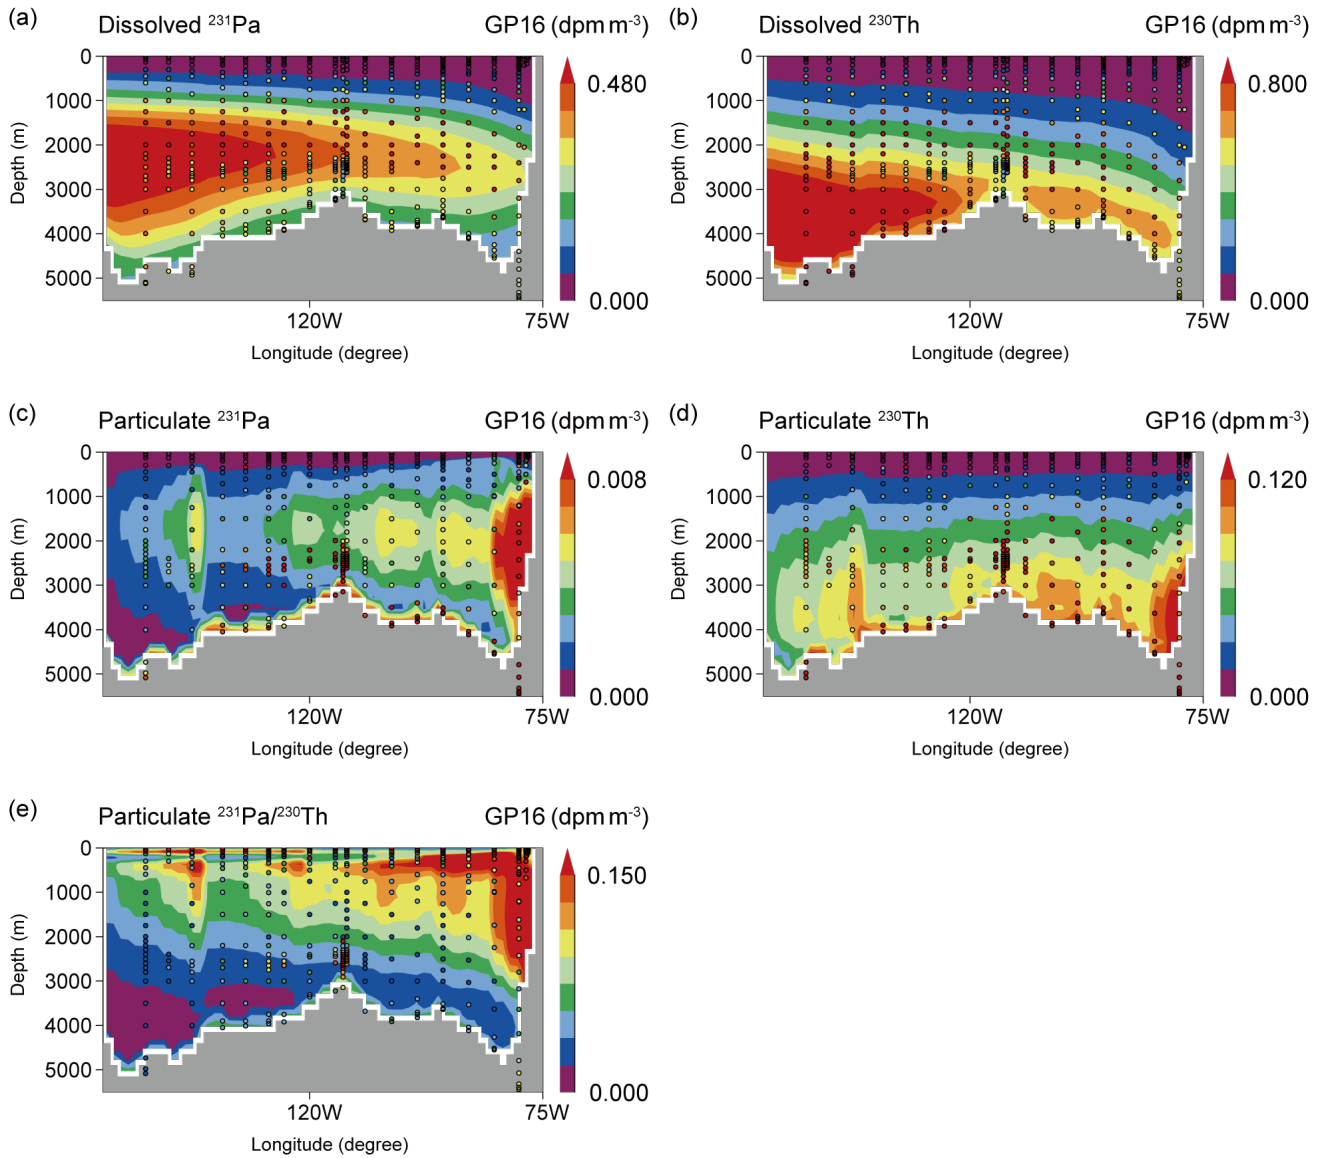 (a) Dissolved ²³¹Pa GP16 (dpm m⁻³)
0
1000
2000
3000
4000
5000
Depth (m)
120W 75W
Longitude (degree)
0.480
0.000
(b) Dissolved ²³⁰Th GP16 (dpm m⁻³)
0
1000
2000
3000
4000
5000
Depth (m)
120W 75W
Longitude (degree)
0.800
0.000
(c) Particulate ²³¹Pa GP16 (dpm m⁻³)
0
1000
2000
3000
4000
5000
Depth (m)
120W 75W
Longitude (degree)
0.008
0.000
(d) Particulate ²³⁰Th GP16 (dpm m⁻³)
0
1000
2000
3000
4000
5000
Depth (m)
120W 75W
Longitude (degree)
0.120
0.000
(e) Particulate ²³¹Pa/²³⁰Th GP16 (dpm m⁻³)
0
1000
2000
3000
4000
5000
Depth (m)
120W 75W
Longitude (degree)
0.150
0.000